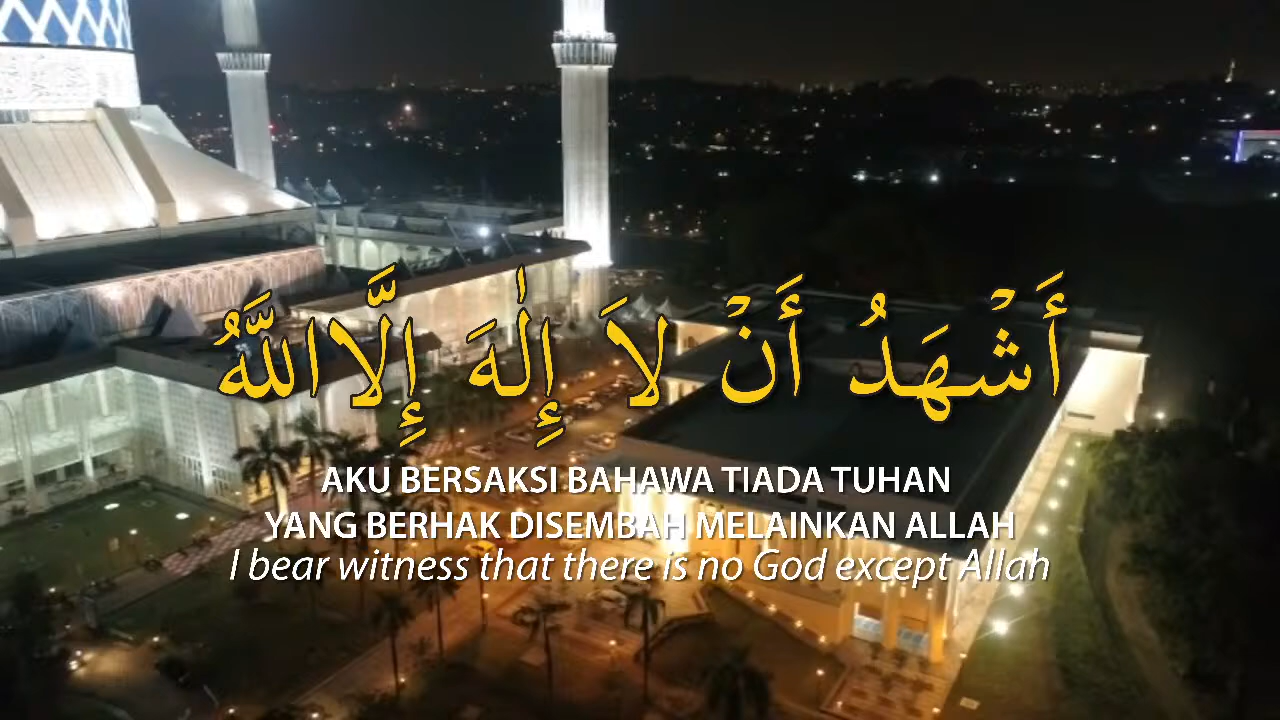 أَشْهَدُ أَنْ لاَ إِلٰهَ إِلَّا اللَّهُ
AKU BERSAKSI BAHAWA TIADA TUHAN
YANG BERHAK DISEMBAH MELAINKAN ALLAH
I bear witness that there is no God except Allah